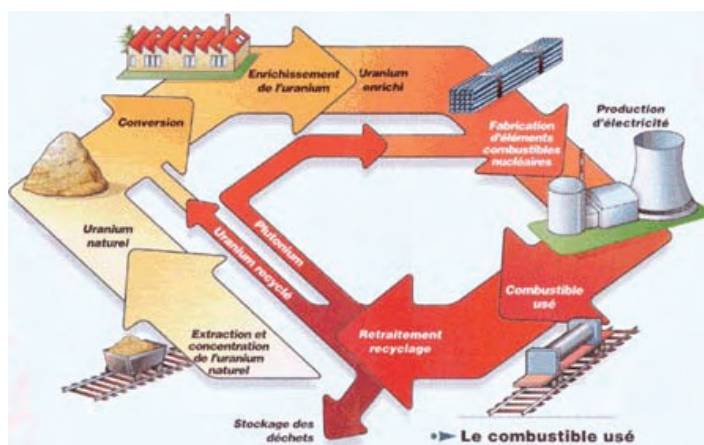 Enrichissement
de l'uranium
Uranium
enrichi
Conversion
Fabrication
d'éléments
combustibles
nucléaires
Production
d'électricité
Uranium
naturel
Uranium recyclé
Plutonium
Combustible
usé
Extraction et
concentration
de l'uranium
naturel
Retraitement
recyclage
Stockage des
déchets
Le combustible usé